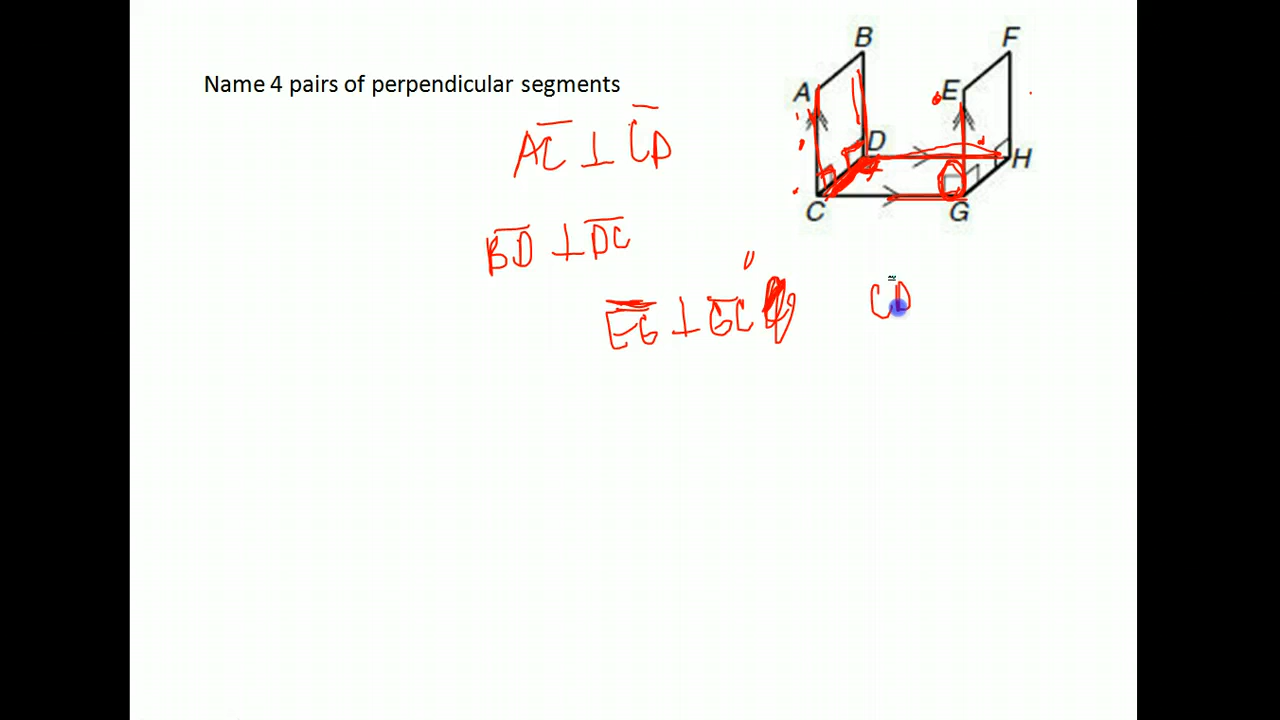 B
F
Name 4 pairs of perpendicular segments
A
E
AC ⊥ CD
D
H
C
G
BD ⊥ DC
EG ⊥ GC
CD